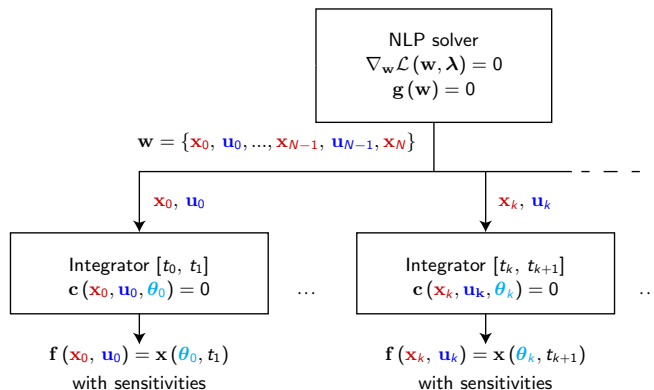 NLP solver
∇_w ℒ (w, λ) = 0
g (w) = 0
w = {x_0, u_0, ..., x_{N−1}, u_{N−1}, x_N}
x_0, u_0
x_k, u_k
Integrator [t_0, t_1]
c (x_0, u_0, θ_0) = 0
...
Integrator [t_k, t_{k+1}]
c (x_k, u_k, θ_k) = 0
...
f (x_0, u_0) = x (θ_0, t_1)
with sensitivities
f (x_k, u_k) = x (θ_k, t_{k+1})
with sensitivities